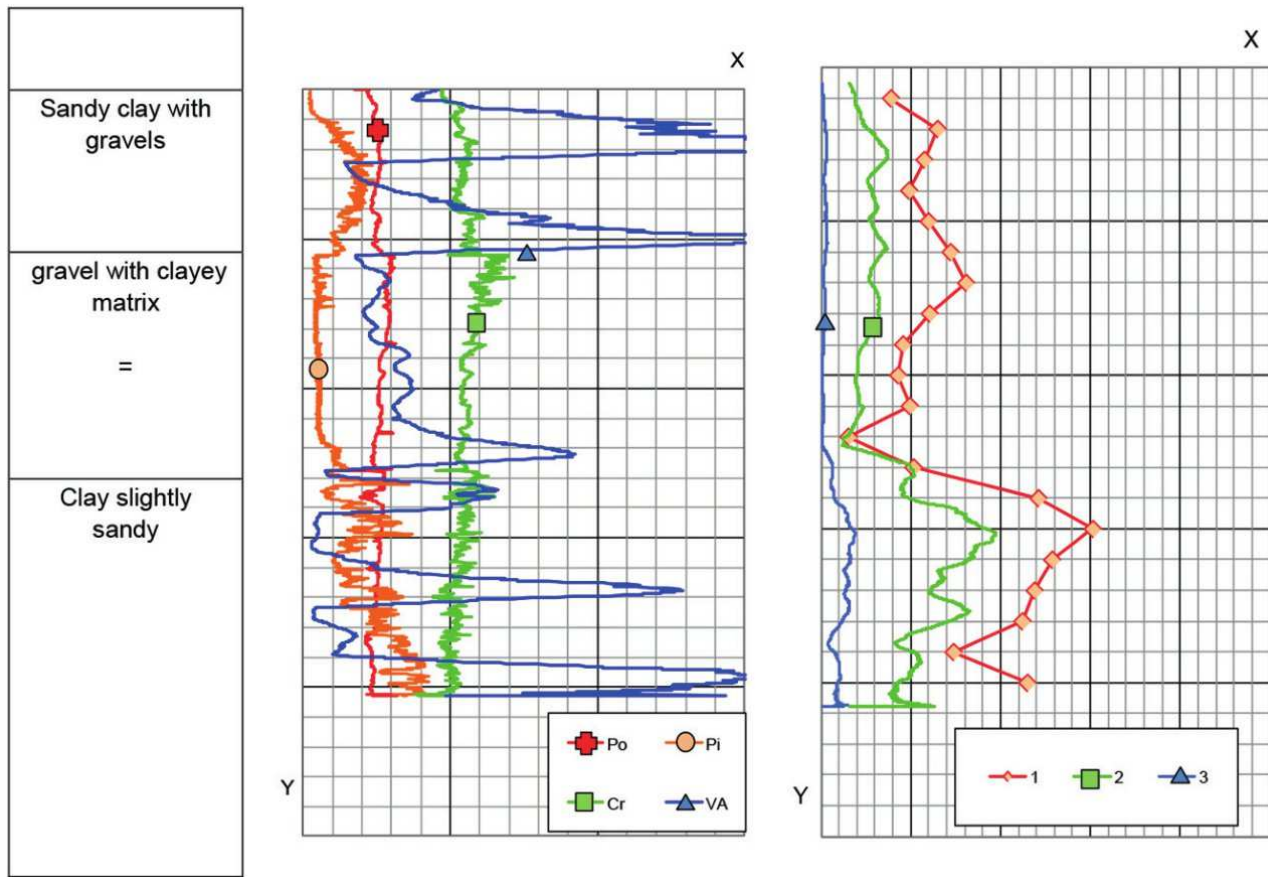 Sandy clay with
gravels
gravel with clayey
matrix
=
Clay slightly
sandy
X
Y
Po
Pi
Cr
VA
X
Y
1
2
3